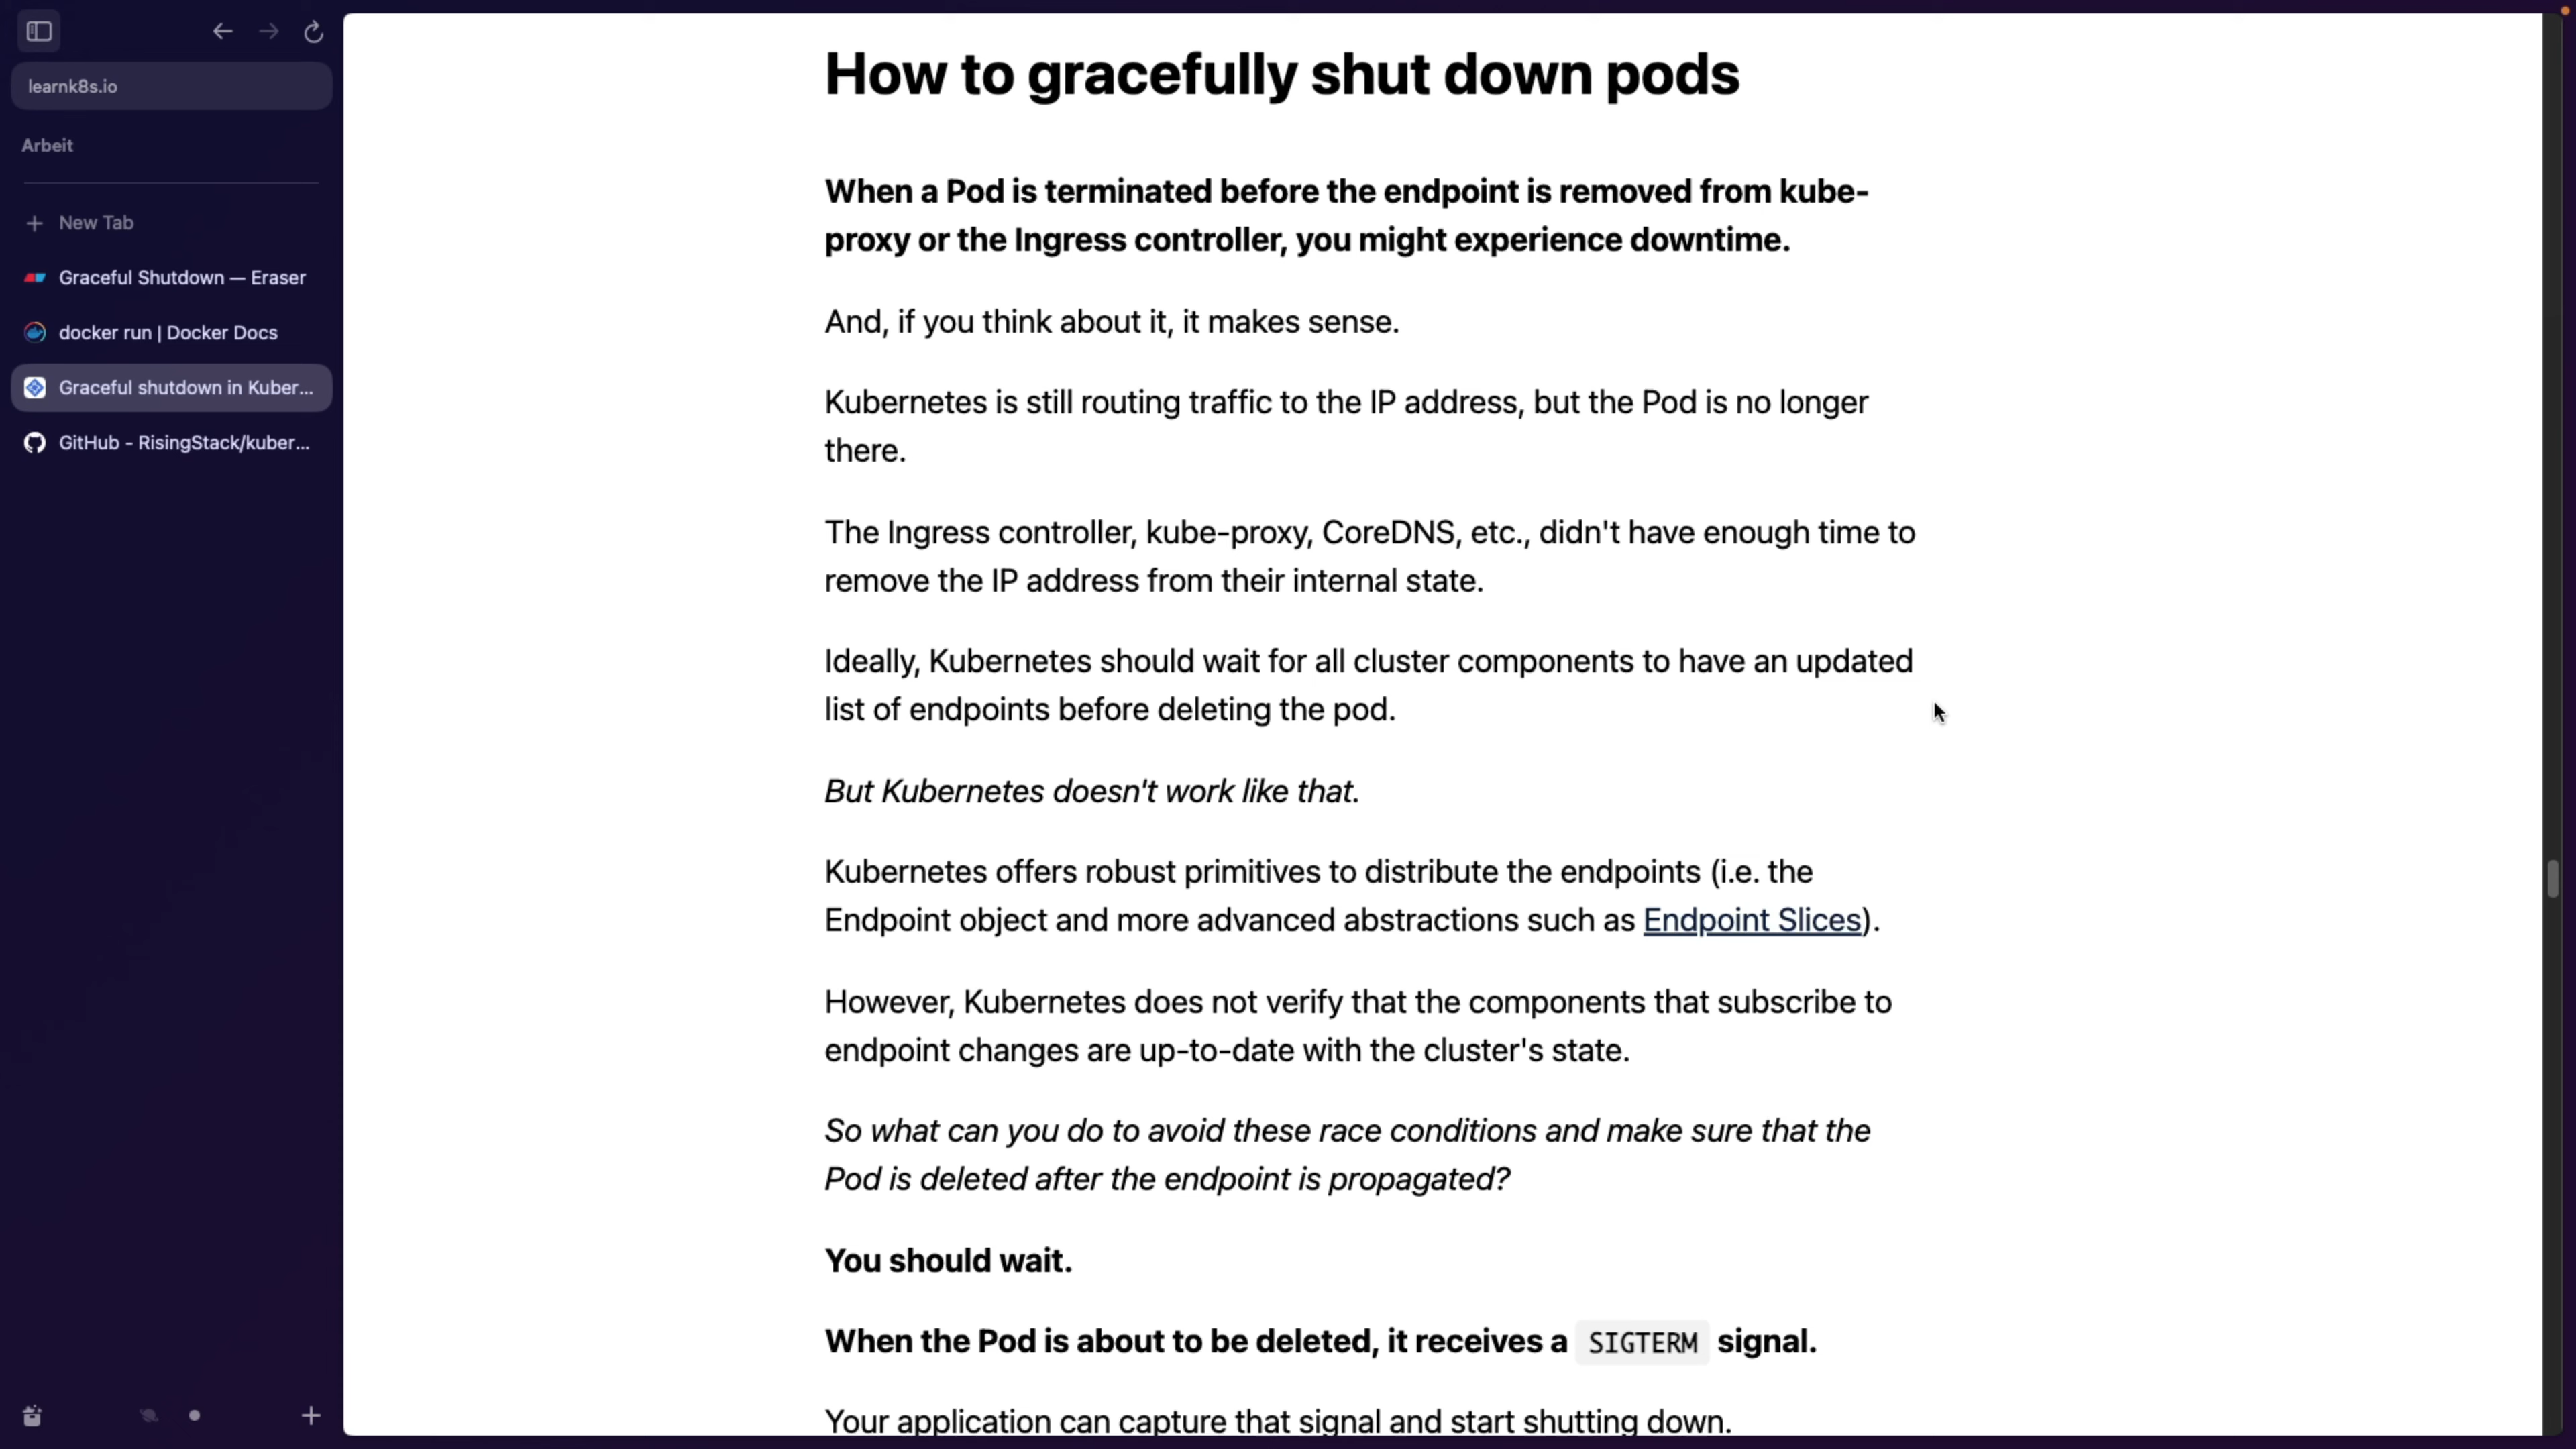 learnk8s.io
Arbeit
New Tab
Graceful Shutdown — Eraser
docker run | Docker Docs
Graceful shutdown in Kuber...
GitHub - RisingStack/kuber...
How to gracefully shut down pods
When a Pod is terminated before the endpoint is removed from kube-
proxy or the Ingress controller, you might experience downtime.
And, if you think about it, it makes sense.
Kubernetes is still routing traffic to the IP address, but the Pod is no longer
there.
The Ingress controller, kube-proxy, CoreDNS, etc., didn't have enough time to
remove the IP address from their internal state.
Ideally, Kubernetes should wait for all cluster components to have an updated
list of endpoints before deleting the pod.
But Kubernetes doesn't work like that.
Kubernetes offers robust primitives to distribute the endpoints (i.e. the
Endpoint object and more advanced abstractions such as Endpoint Slices).
However, Kubernetes does not verify that the components that subscribe to
endpoint changes are up-to-date with the cluster's state.
So what can you do to avoid these race conditions and make sure that the
Pod is deleted after the endpoint is propagated?
You should wait.
When the Pod is about to be deleted, it receives a SIGTERM signal.
Your application can capture that signal and start shutting down.